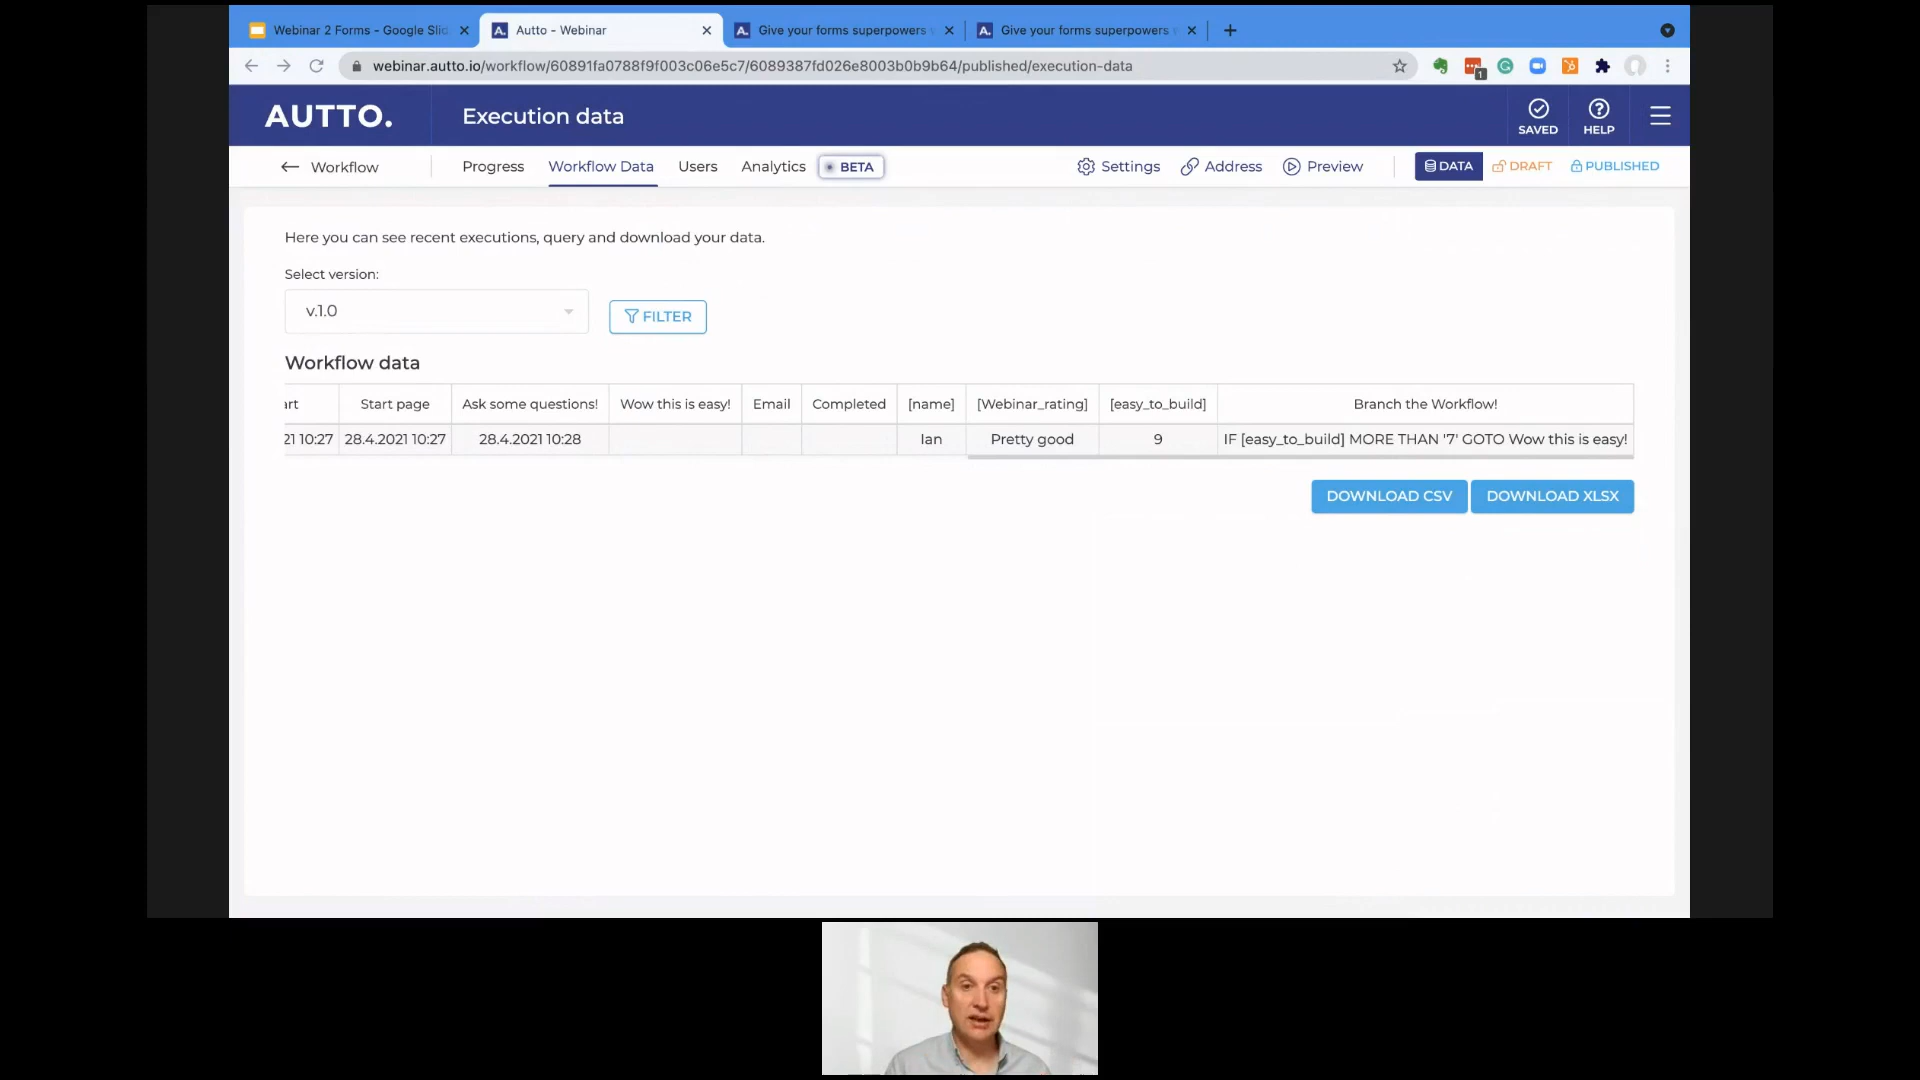 Webinar 2 Forms - Google Slid
Autto - Webinar
Give your forms superpowers
Give your forms superpowers
webinar.autto.io/workflow/60891fa0788f9f003c06e5c7/6089387fd026e8003b0b9b64/published/execution-data
1
AUTTO.
Execution data
SAVED
HELP
Workflow
Progress
Workflow Data
Users
Analytics
BETA
Settings
Address
Preview
DATA
DRAFT
PUBLISHED
Here you can see recent executions, query and download your data.
Select version:
v.1.0
FILTER
Workflow data
art Start page Ask some questions! Wow this is easy! Email Completed [name] [Webinar_rating] [easy_to_build] Branch the Workflow!
21 10:27 28.4.2021 10:27 28.4.2021 10:28 Ian Pretty good 9 IF [easy_to_build] MORE THAN '7' GOTO Wow this is easy!
DOWNLOAD CSV
DOWNLOAD XLSX